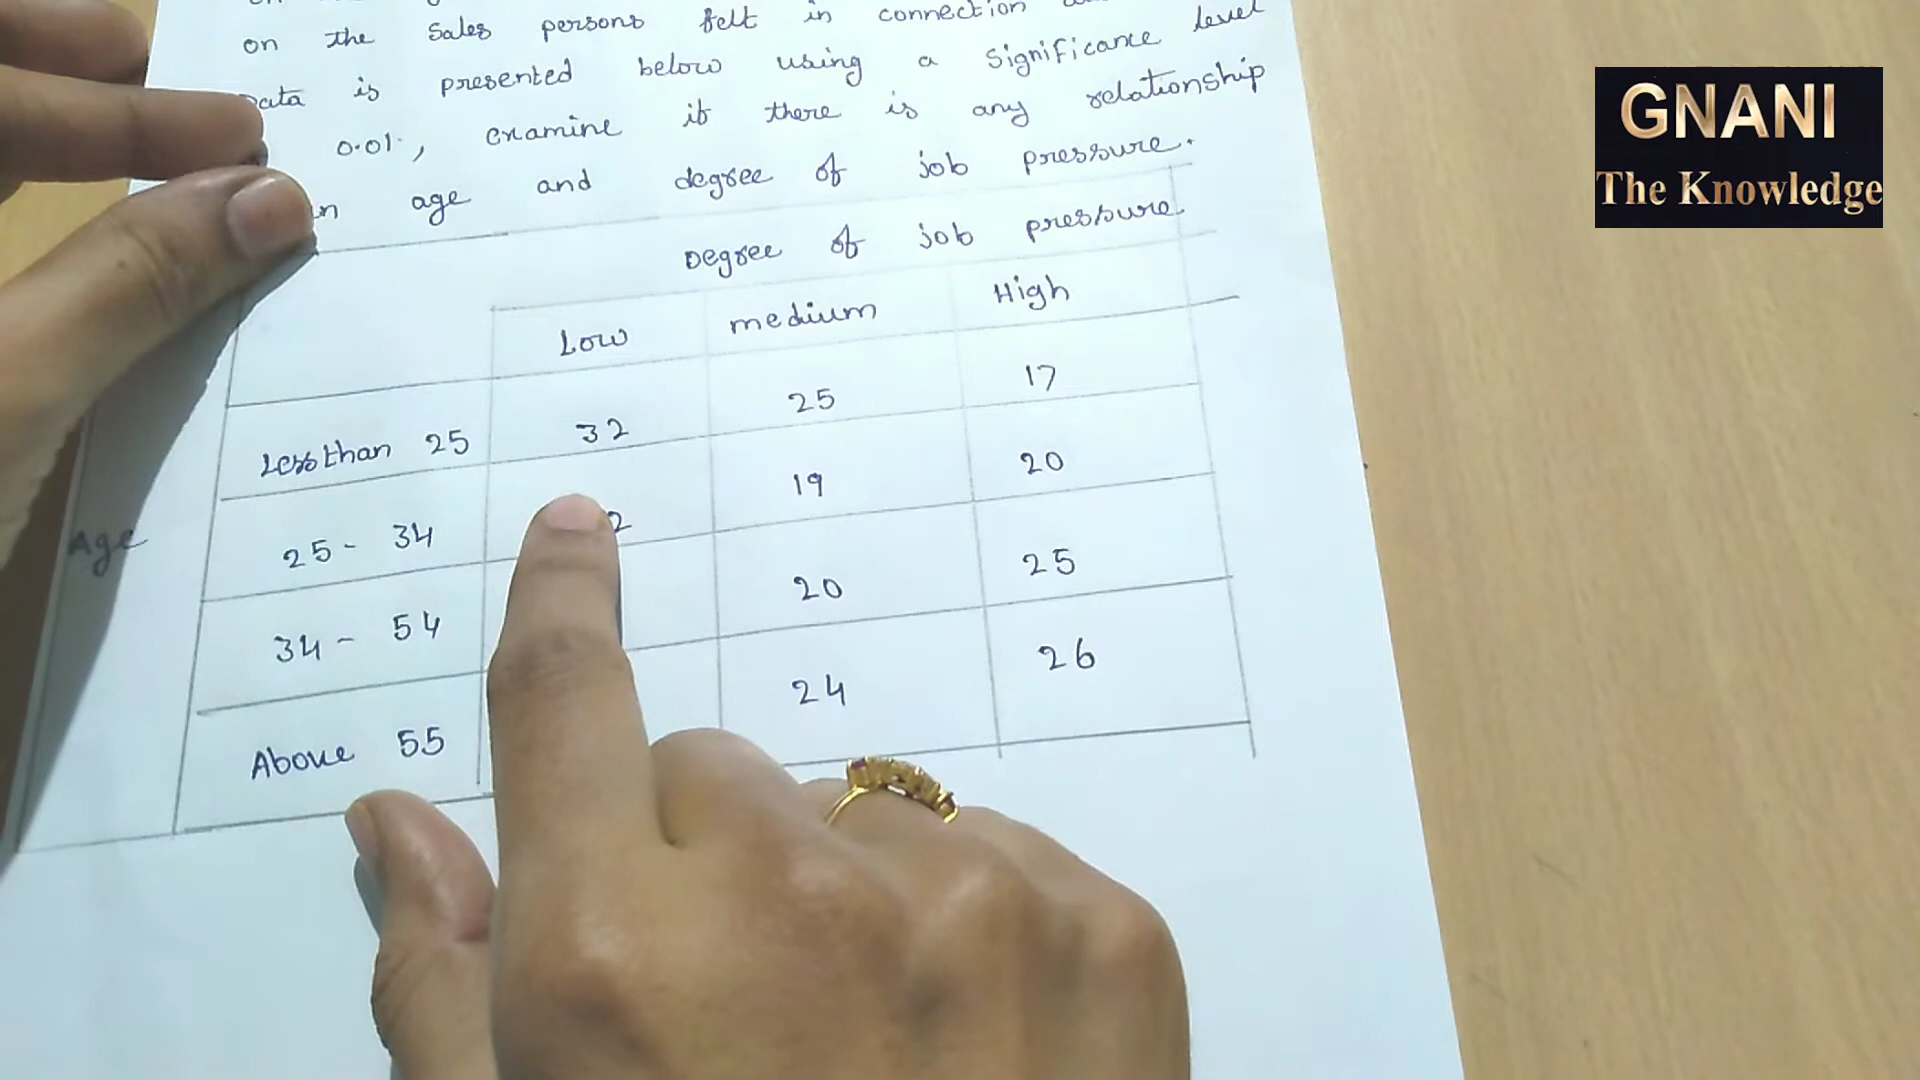 on the sales persons felt in connection
Data is presented below using a significance level
0.01, examine if there is any relationship
in age and degree of job pressure.
Degree of job pressure
Low medium High
Less than 25 32 25 17
25 - 34 2 19 20
34 - 54 20 25
Above 55 24 26
Age
GNANI
The Knowledge